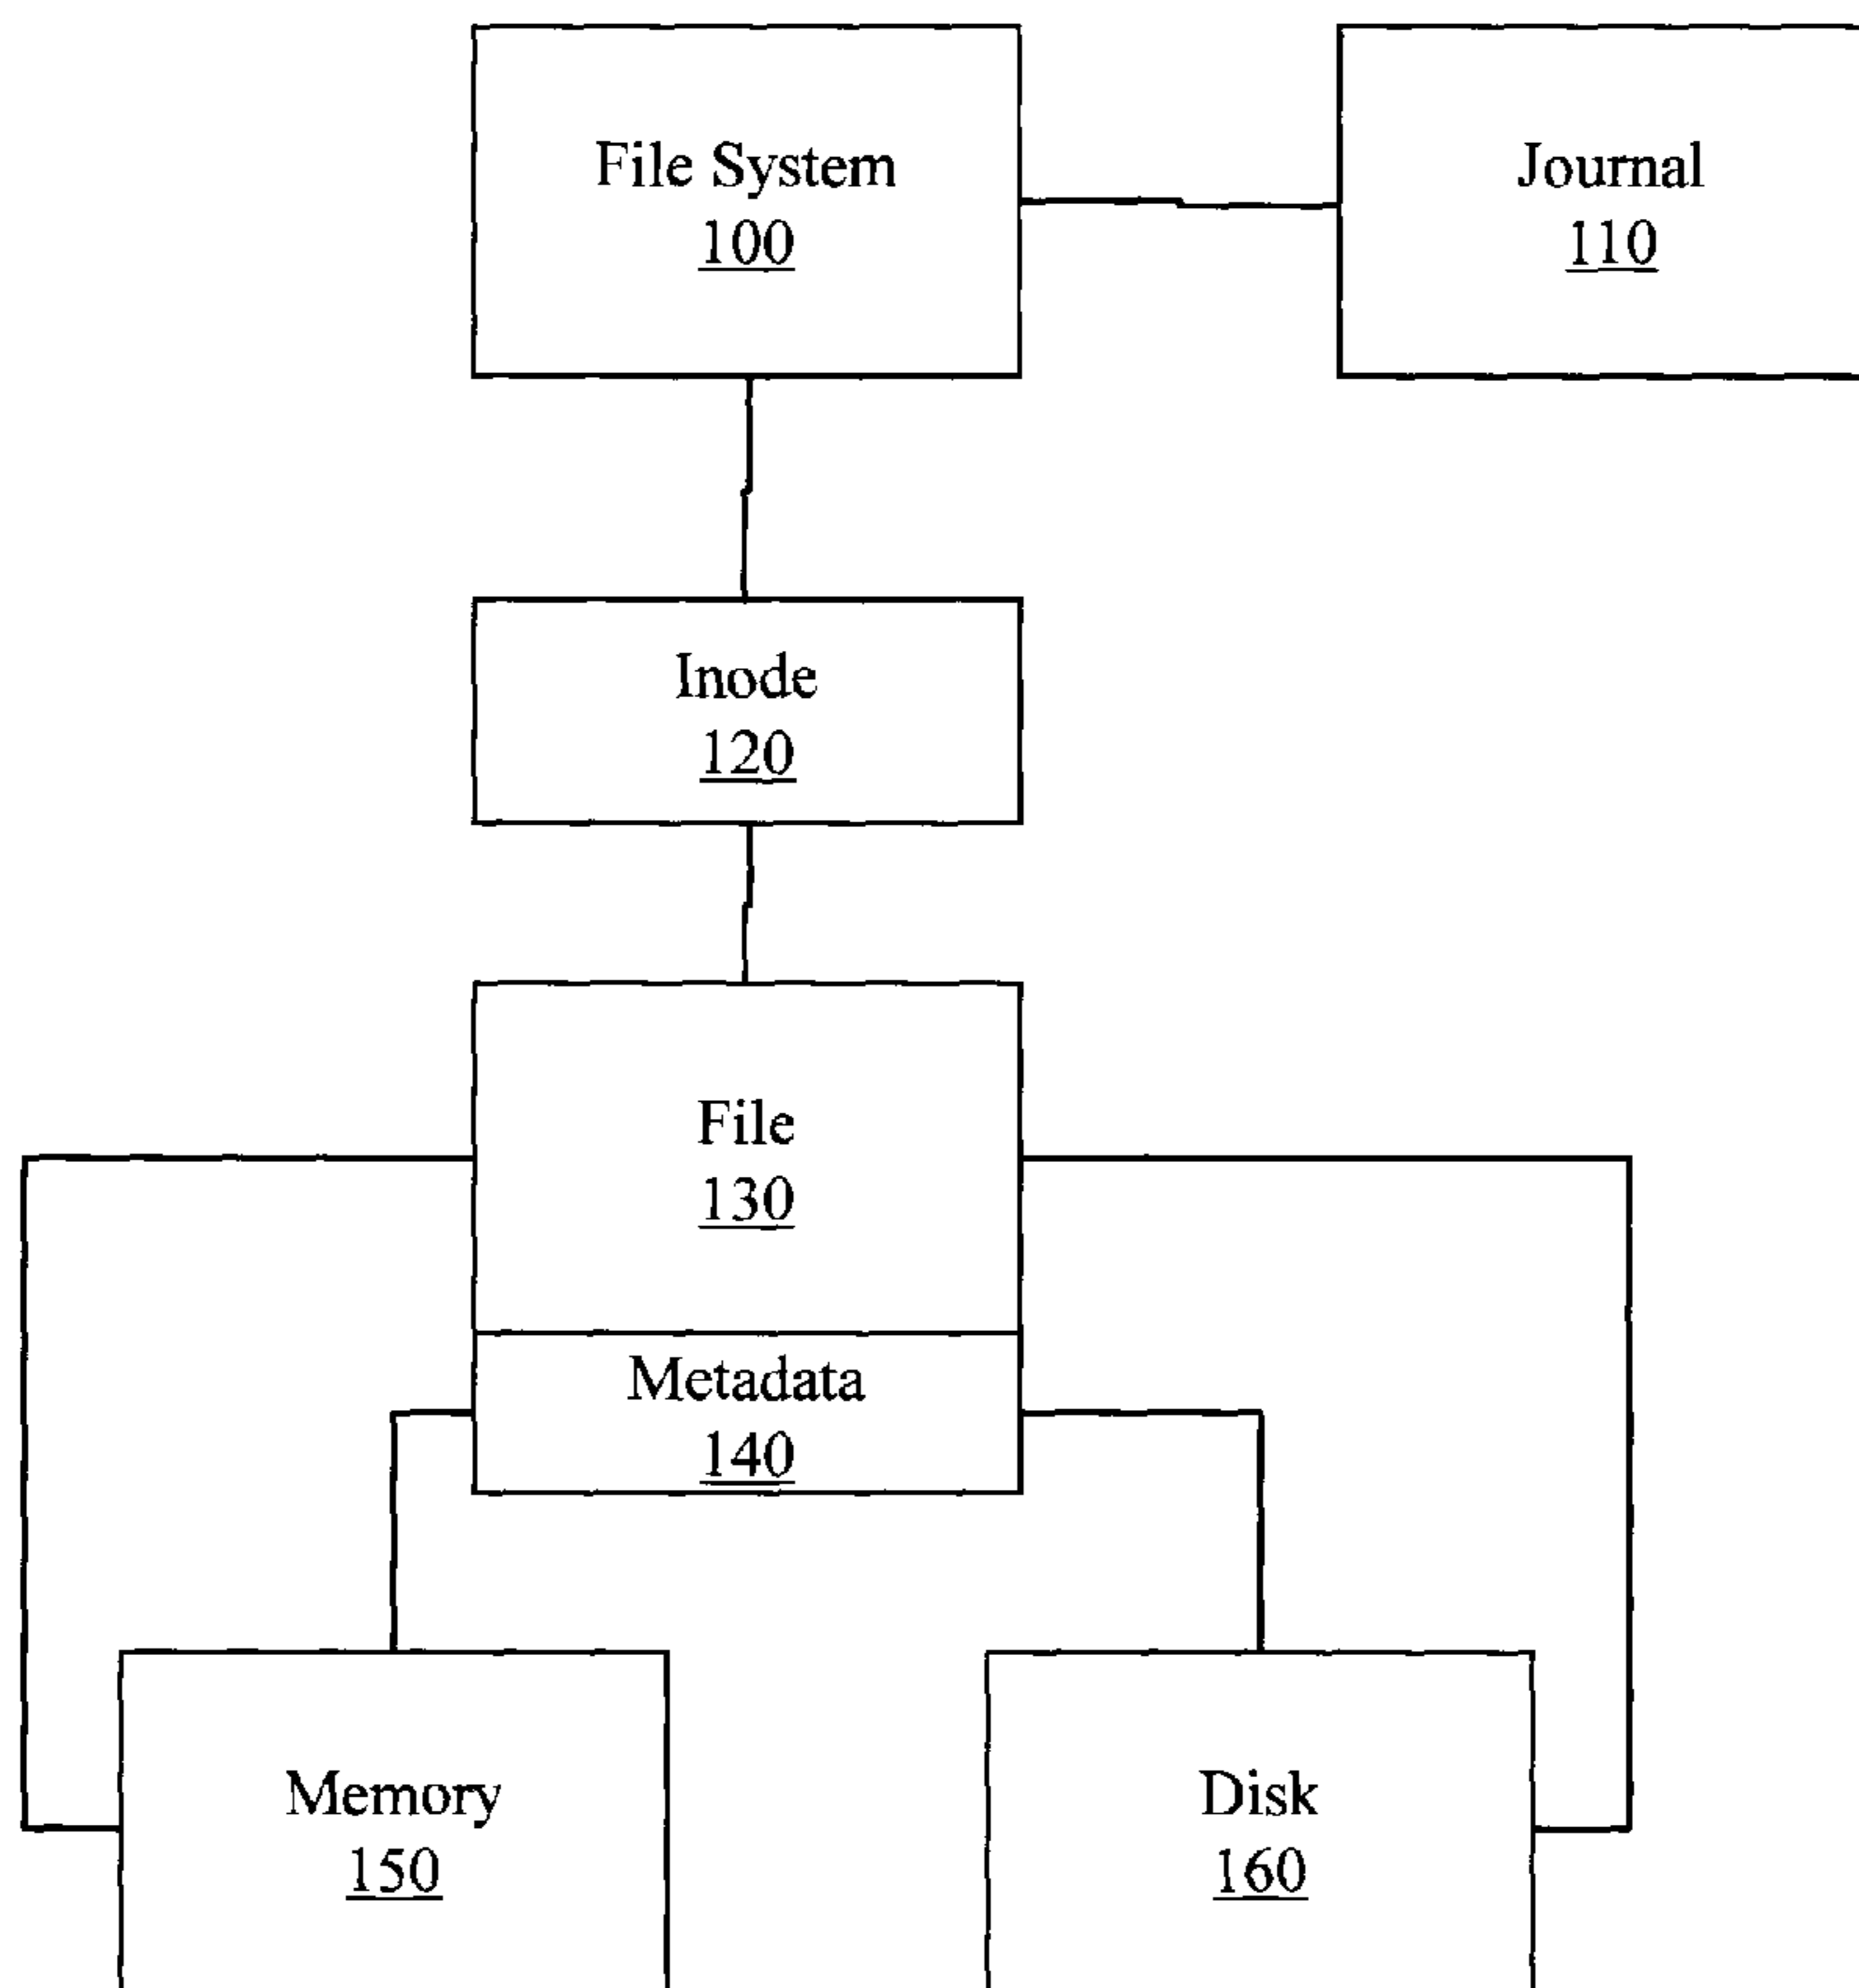 File System
100
Journal
110
Inode
120
File
130
Metadata
140
Memory
150
Disk
160